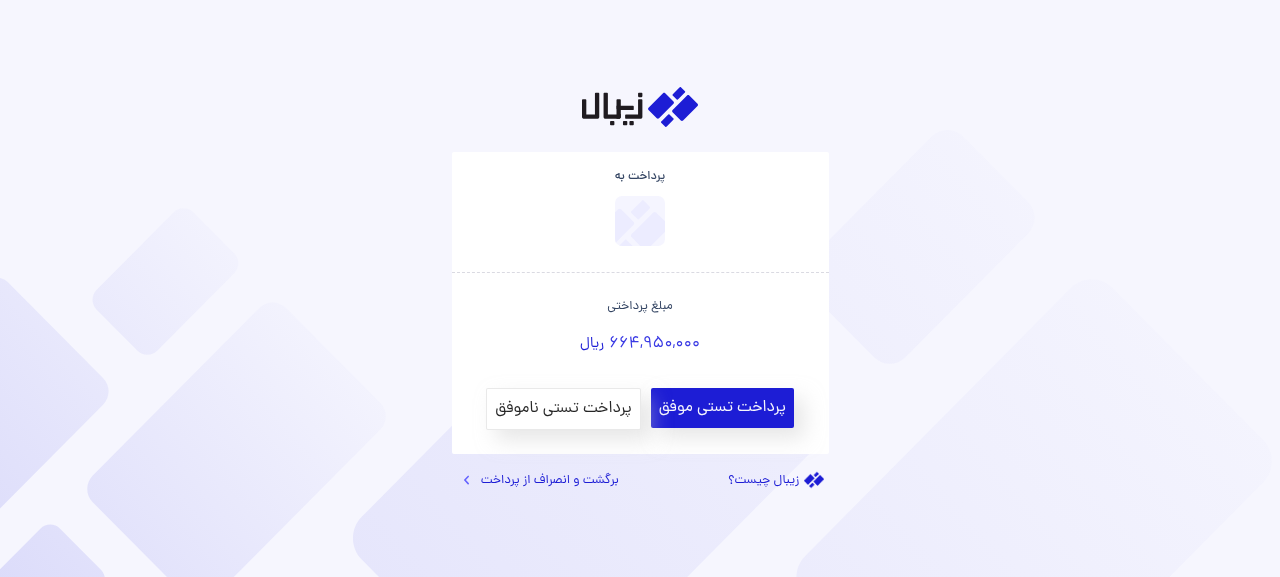 زیبال
پرداخت به
مبلغ پرداختی
۶۶۴,۹۵۰,۰۰۰ ریال
پرداخت تستی موفق
پرداخت تستی ناموفق
زیبال چیست؟
برگشت و انصراف از پرداخت